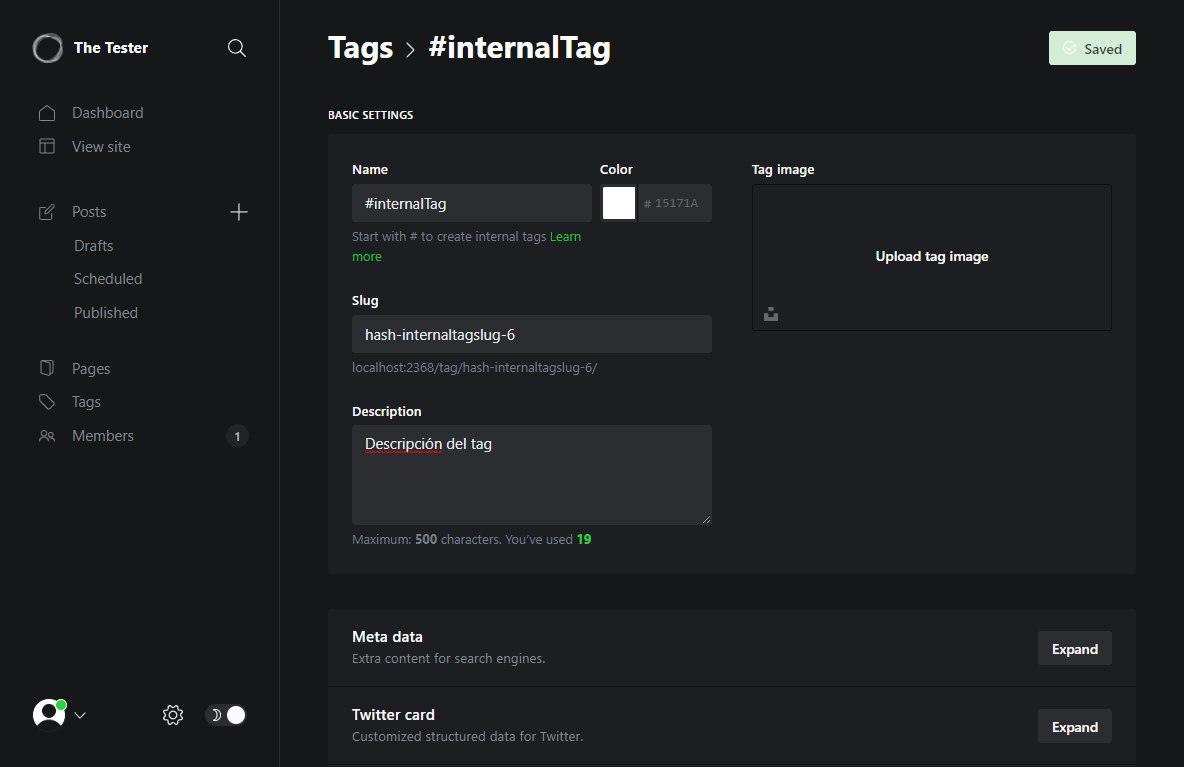 The Tester
Dashboard
View site
Posts
Drafts
Scheduled
Published
Pages
Tags
Members
1
Tags > #internalTag
Saved
BASIC SETTINGS
Name
#internalTag
Start with # to create internal tags Learn
more
Color
# 15171A
Slug
hash-internaltagslug-6
localhost:2368/tag/hash-internaltagslug-6/
Description
Descripción del tag
Maximum: 500 characters. You've used 19
Tag image
Upload tag image
Meta data
Extra content for search engines.
Expand
Twitter card
Customized structured data for Twitter.
Expand